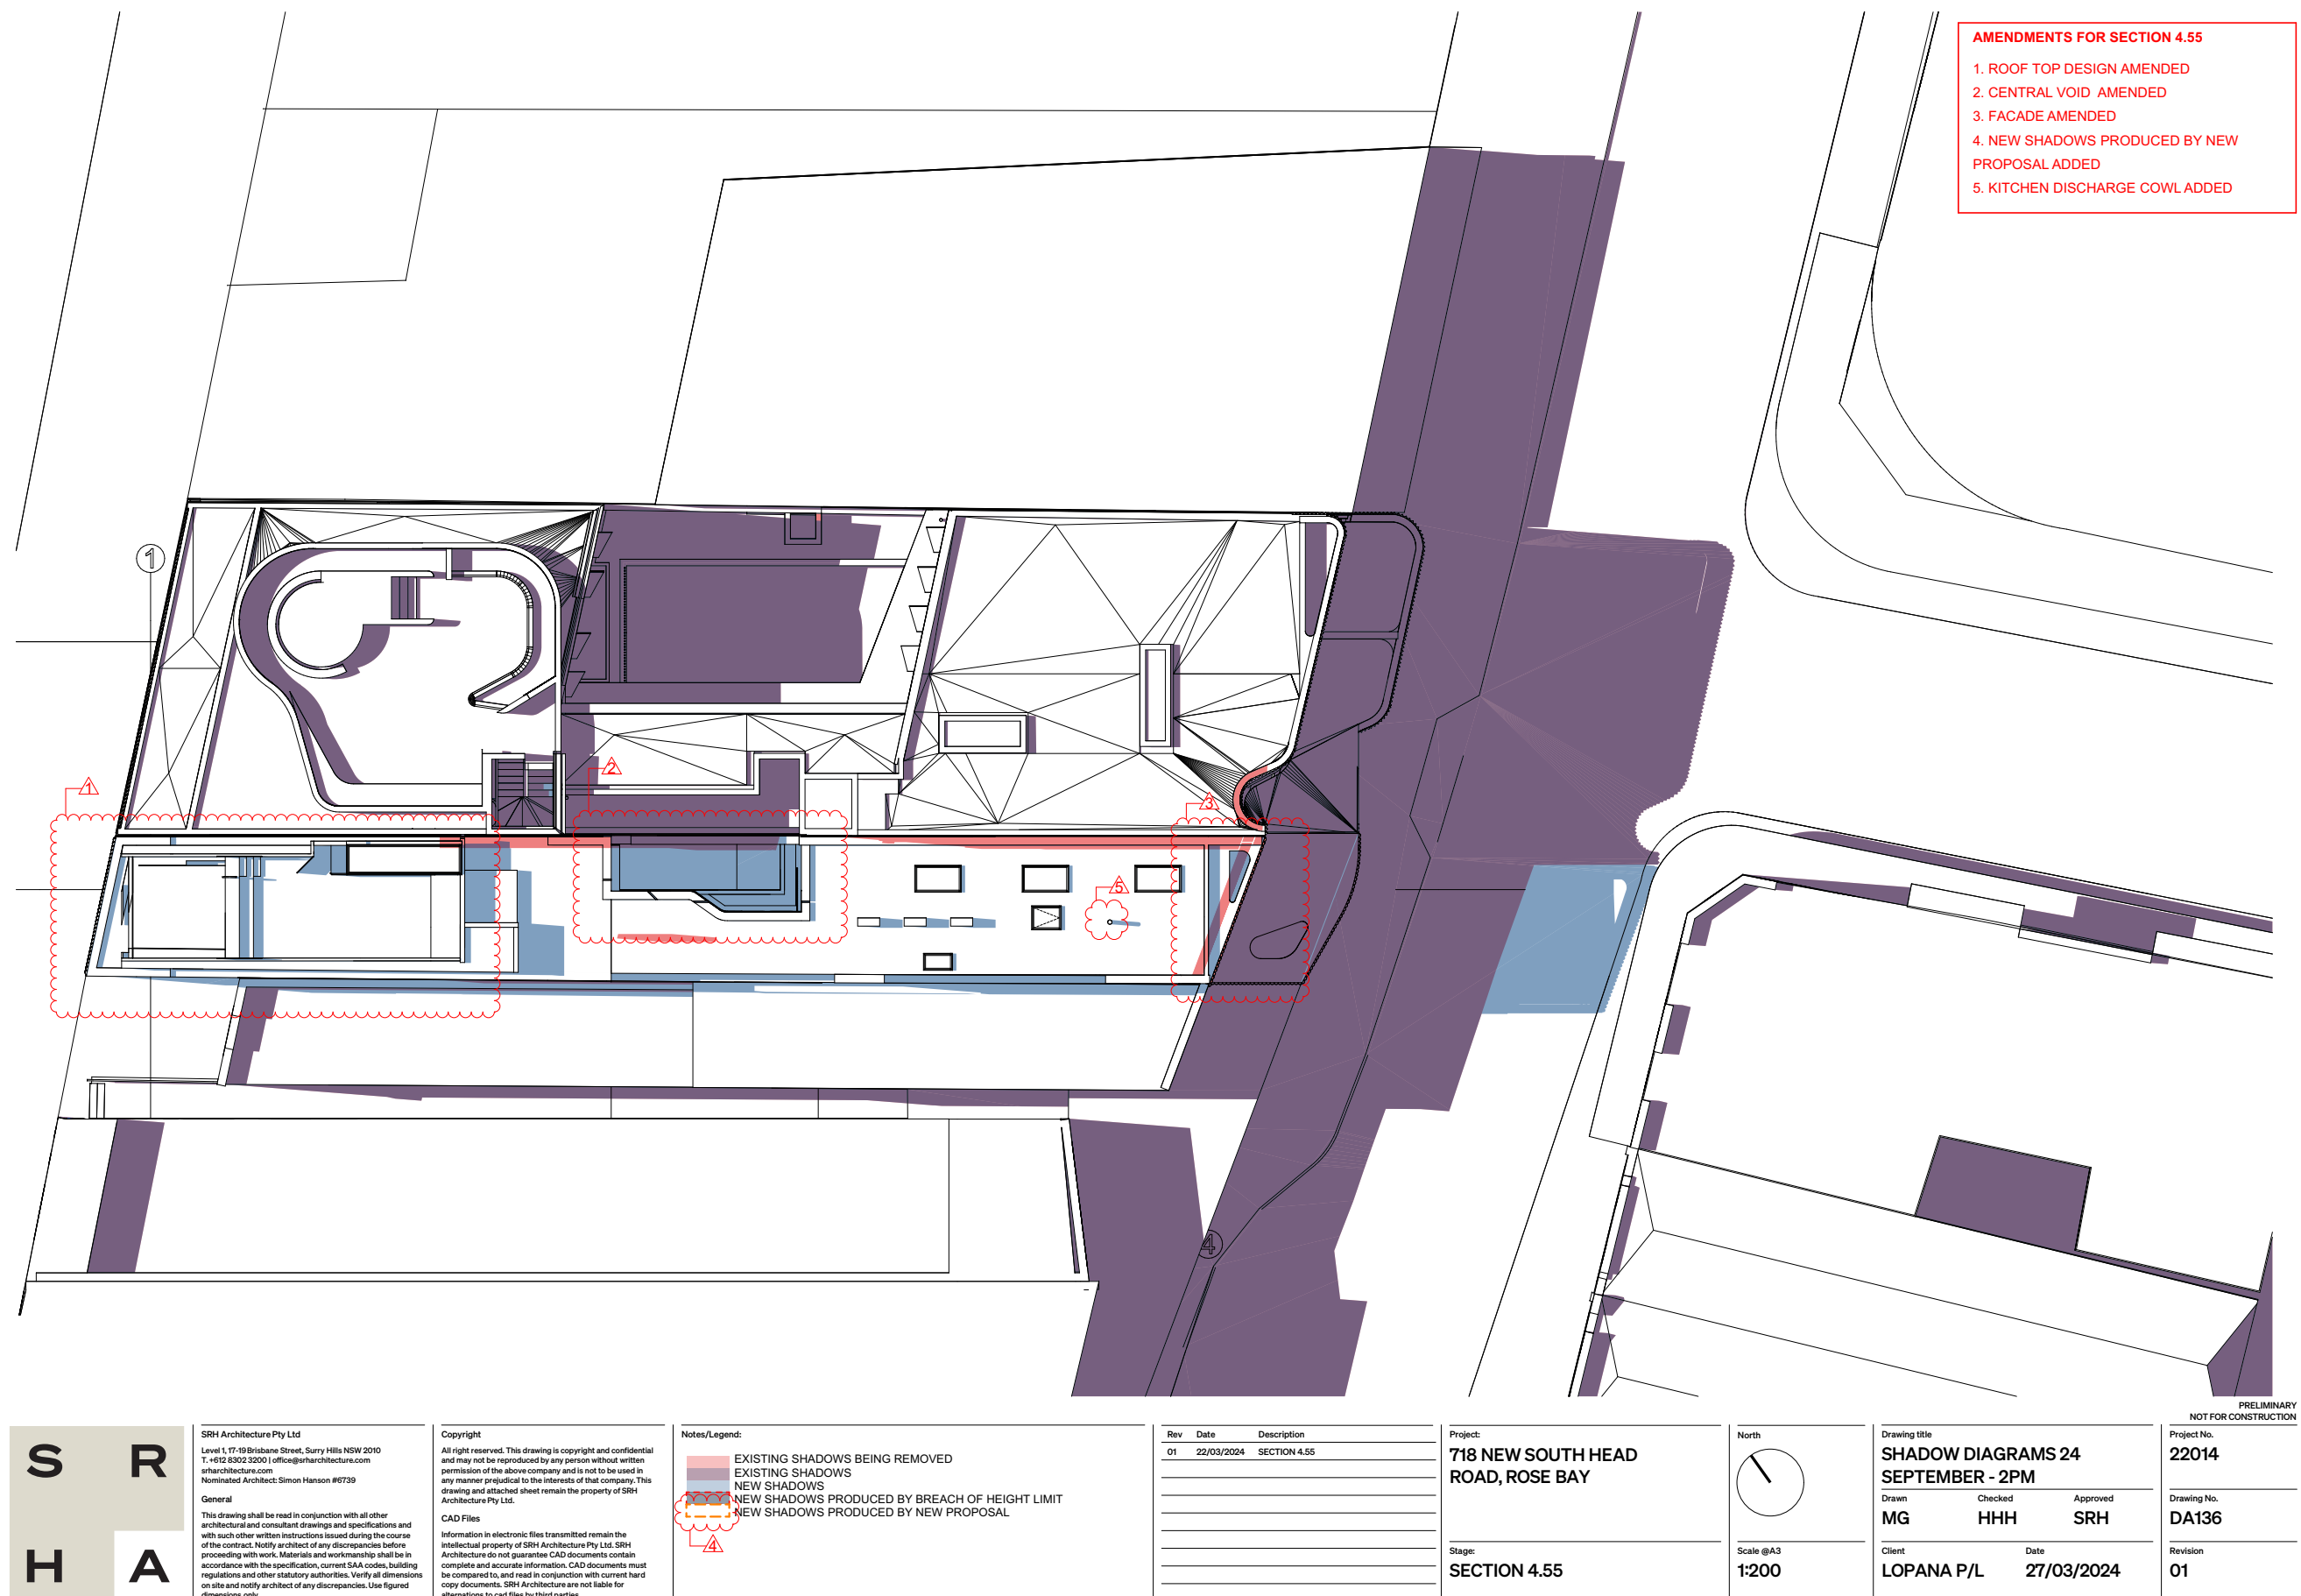 AMENDMENTS FOR SECTION 4.55
1. ROOF TOP DESIGN AMENDED
2. CENTRAL VOID AMENDED
3. FACADE AMENDED
4. NEW SHADOWS PRODUCED BY NEW
PROPOSAL ADDED
5. KITCHEN DISCHARGE COWL ADDED
1
2
1
3
5
4
PRELIMINARY
NOT FOR CONSTRUCTION
S R
H A
SRH Architecture Pty Ltd
Level 1, 17-19 Brisbane Street, Surry Hills NSW 2010
T. +612 8302 3200 | office@srharchitecture.com
srharchitecture.com
Nominated Architect: Simon Hanson #6739
General
This drawing shall be read in conjunction with all other
architectural and consultant drawings and specifications and
with such other written instructions issued during the course
of the contract. Notify architect of any discrepancies before
proceeding with work. Materials and workmanship shall be in
accordance with the specification, current SAA codes, building
regulations and other statutory authorities. Verify all dimensions
on site and notify architect of any discrepancies. Use figured
dimensions only.
Copyright
All right reserved. This drawing is copyright and confidential
and may not be reproduced by any person without written
permission of the above company and is not to be used in
any manner prejudical to the interests of that company. This
drawing and attached sheet remain the property of SRH
Architecture Pty Ltd.
CAD Files
Information in electronic files transmitted remain the
intellectual property of SRH Architecture Pty Ltd. SRH
Architecture do not guarantee CAD documents contain
complete and accurate information. CAD documents must
be compared to, and read in conjunction with current hard
copy documents. SRH Architecture are not liable for
alternations to cad files by third parties.
Notes/Legend:
EXISTING SHADOWS BEING REMOVED
EXISTING SHADOWS
NEW SHADOWS
NEW SHADOWS PRODUCED BY BREACH OF HEIGHT LIMIT
NEW SHADOWS PRODUCED BY NEW PROPOSAL
4
Rev Date Description
01 22/03/2024 SECTION 4.55
Project:
718 NEW SOUTH HEAD
ROAD, ROSE BAY
Stage:
SECTION 4.55
North
Scale @A3
1:200
Drawing title
SHADOW DIAGRAMS 24
SEPTEMBER - 2PM
Drawn Checked Approved
MG HHH SRH
Client Date
LOPANA P/L 27/03/2024
Project No.
22014
Drawing No.
DA136
Revision
01